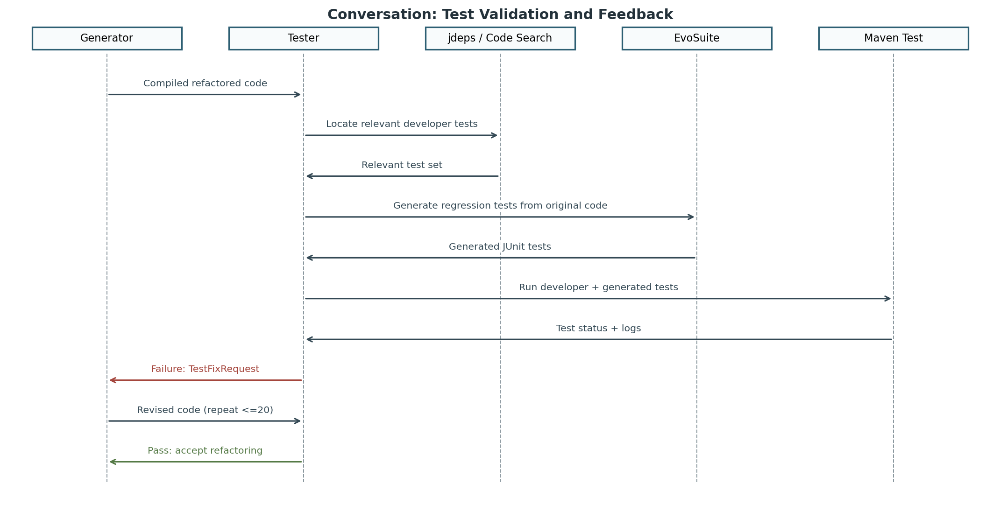 Conversation: Test Validation and Feedback
Generator
Tester
jdeps / Code Search
EvoSuite
Maven Test
Compiled refactored code
Locate relevant developer tests
Relevant test set
Generate regression tests from original code
Generated JUnit tests
Run developer + generated tests
Test status + logs
Failure: TestFixRequest
Revised code (repeat <=20)
Pass: accept refactoring